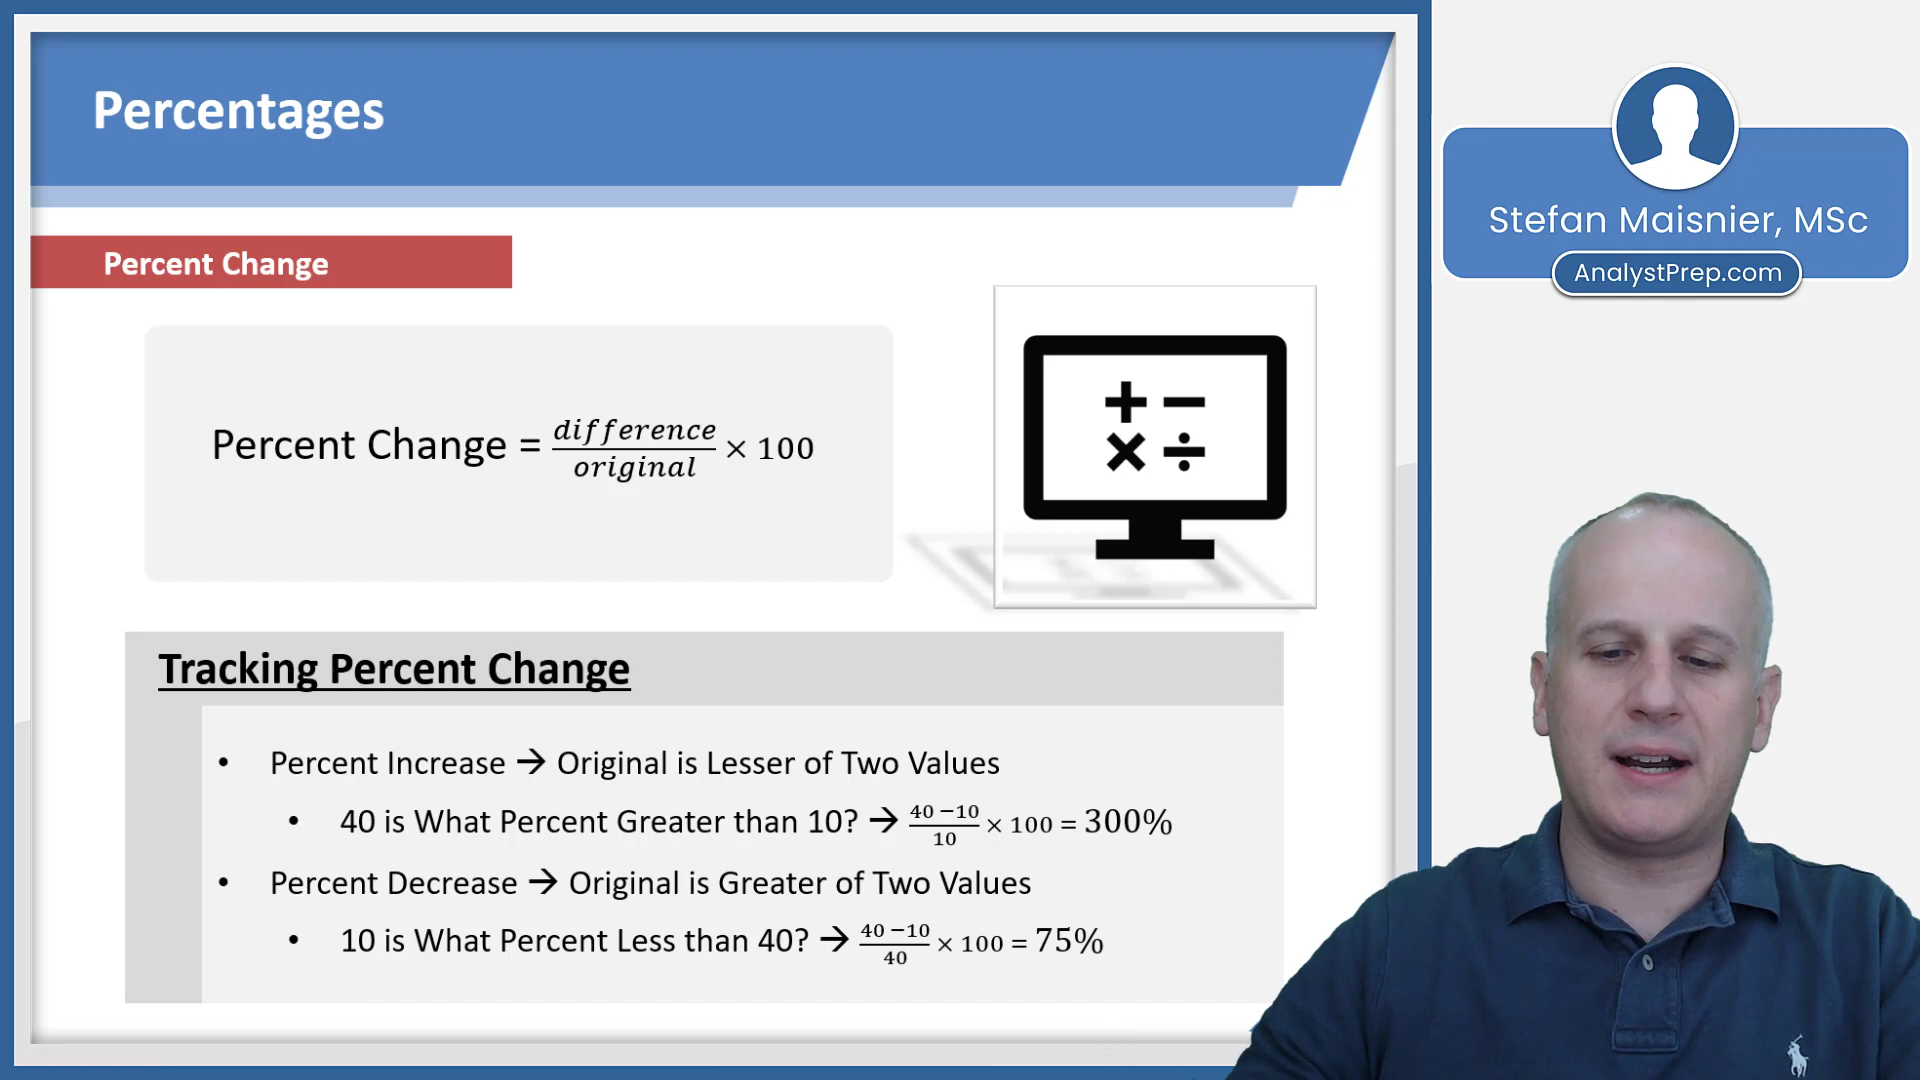 Percentages
Percent Change
Percent Change = difference/original × 100
+ −
× ÷
Tracking Percent Change
• Percent Increase → Original is Lesser of Two Values
• 40 is What Percent Greater than 10? → 40 −10/10 × 100 = 300%
• Percent Decrease → Original is Greater of Two Values
• 10 is What Percent Less than 40? → 40 −10/40 × 100 = 75%
Stefan Maisnier, MSc
AnalystPrep.com